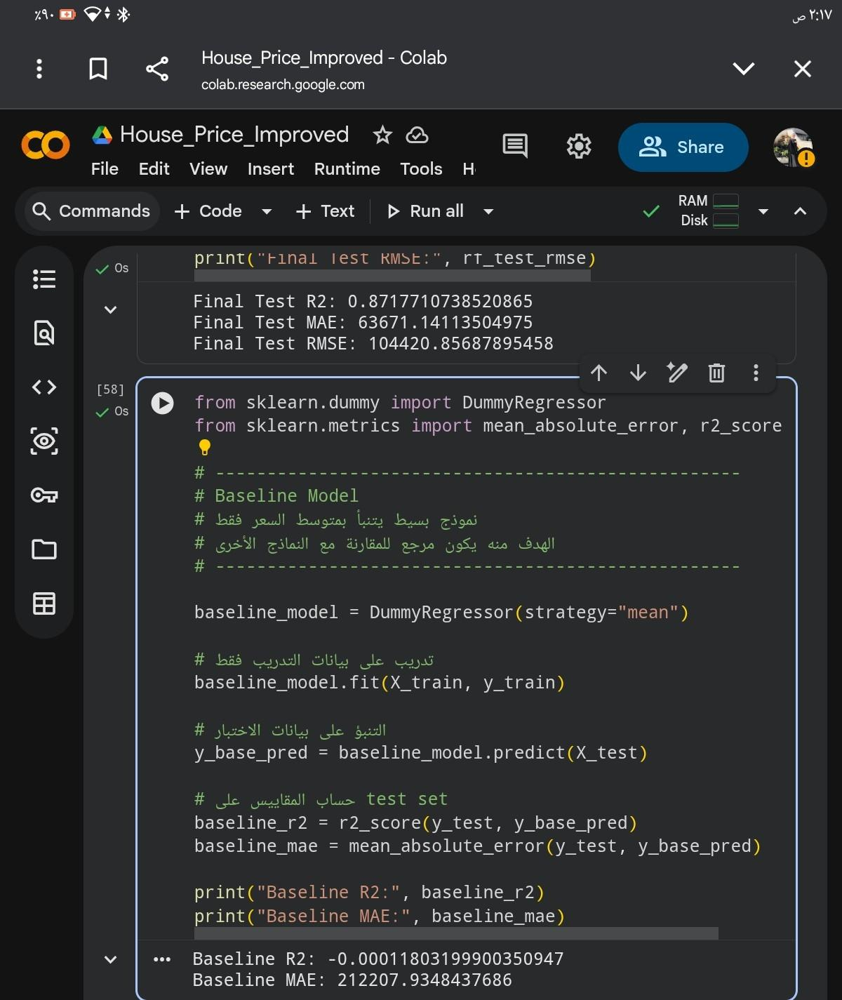 ٪٩٠
٢:١٧ ص
House_Price_Improved - Colab
colab.research.google.com
House_Price_Improved
File Edit View Insert Runtime Tools H
Share
Commands + Code + Text Run all
RAM
Disk
print("Final Test RMSE:", rf_test_rmse)
0s
Final Test R2: 0.8717710738520865
Final Test MAE: 63671.14113504975
Final Test RMSE: 104420.85687895458
[58]
0s
from sklearn.dummy import DummyRegressor
from sklearn.metrics import mean_absolute_error, r2_score
# ---------------------------------------------------
# Baseline Model
# نموذج بسيط يتنبأ بمتوسط السعر فقط
# الهدف منه يكون مرجع للمقارنة مع النماذج الأخرى
# ---------------------------------------------------
baseline_model = DummyRegressor(strategy="mean")
# تدريب على بيانات التدريب فقط
baseline_model.fit(X_train, y_train)
# التنبؤ على بيانات الاختبار
y_base_pred = baseline_model.predict(X_test)
# حساب المقاييس على test set
baseline_r2 = r2_score(y_test, y_base_pred)
baseline_mae = mean_absolute_error(y_test, y_base_pred)
print("Baseline R2:", baseline_r2)
print("Baseline MAE:", baseline_mae)
Baseline R2: -0.00011803199900350947
Baseline MAE: 212207.9348437686